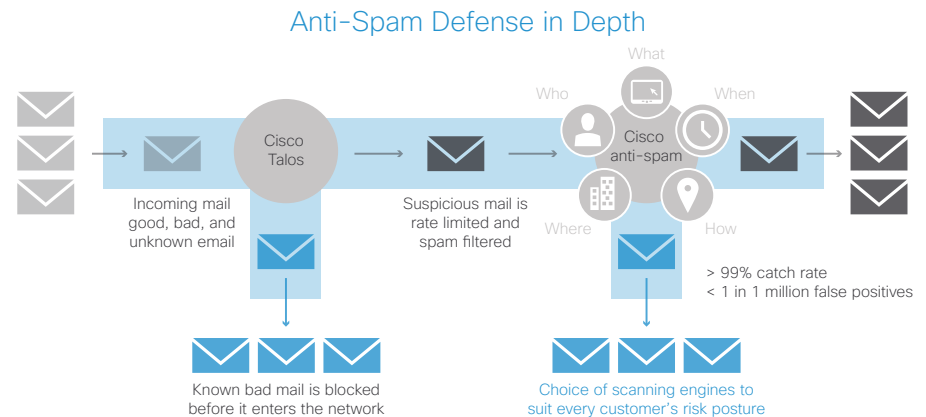 Anti-Spam Defense in Depth
What
Who
When
Cisco
Talos
Cisco
anti-spam
Incoming mail
good, bad, and
unknown email
Suspicious mail is
rate limited and
spam filtered
Where
How
> 99% catch rate
< 1 in 1 million false positives
Known bad mail is blocked
before it enters the network
Choice of scanning engines to
suit every customer's risk posture